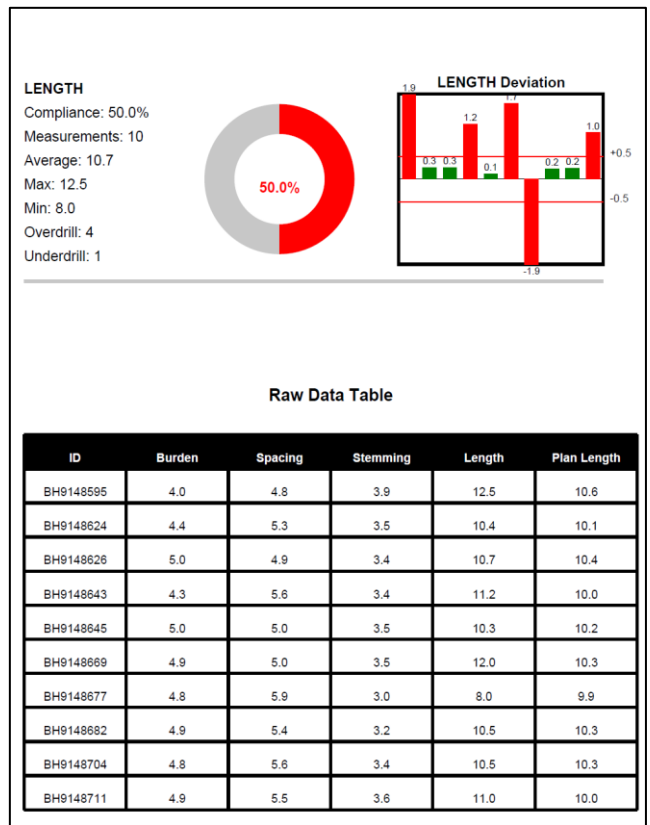 LENGTH
Compliance: 50.0%
Measurements: 10
Average: 10.7
Max: 12.5
Min: 8.0
Overdrill: 4
Underdrill: 1
50.0%
LENGTH Deviation
1.9
0.3
0.3
1.2
0.1
1.7
-1.9
0.2
0.2
1.0
+0.5
-0.5
Raw Data Table
ID Burden Spacing Stemming Length Plan Length
BH9148595 4.0 4.8 3.9 12.5 10.6
BH9148624 4.4 5.3 3.5 10.4 10.1
BH9148626 5.0 4.9 3.4 10.7 10.4
BH9148643 4.3 5.6 3.4 11.2 10.0
BH9148645 5.0 5.0 3.5 10.3 10.2
BH9148669 4.9 5.0 3.5 12.0 10.3
BH9148677 4.8 5.9 3.0 8.0 9.9
BH9148682 4.9 5.4 3.2 10.5 10.3
BH9148704 4.8 5.6 3.4 10.5 10.3
BH9148711 4.9 5.5 3.6 11.0 10.0